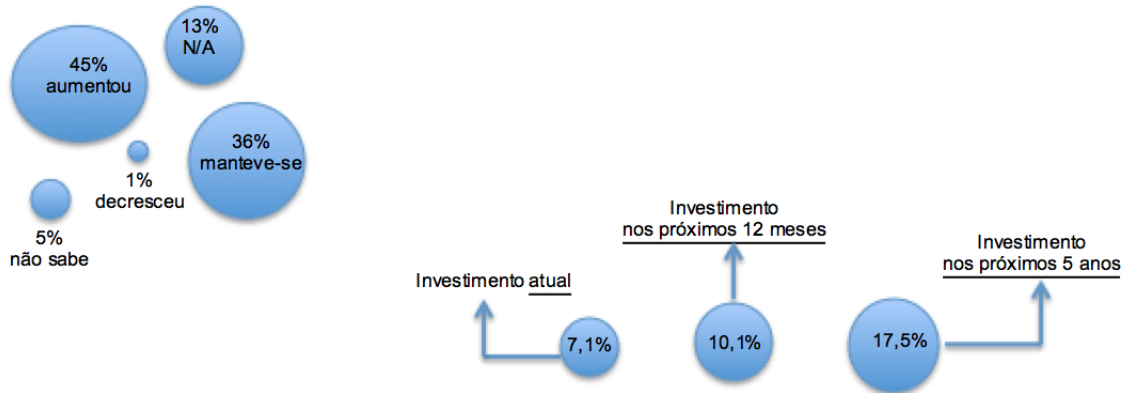 45%
aumentou
13%
N/A
36%
manteve-se
1%
decresceu
5%
não sabe
Investimento atual
7,1%
Investimento
nos próximos 12 meses
10,1%
Investimento
nos próximos 5 anos
17,5%